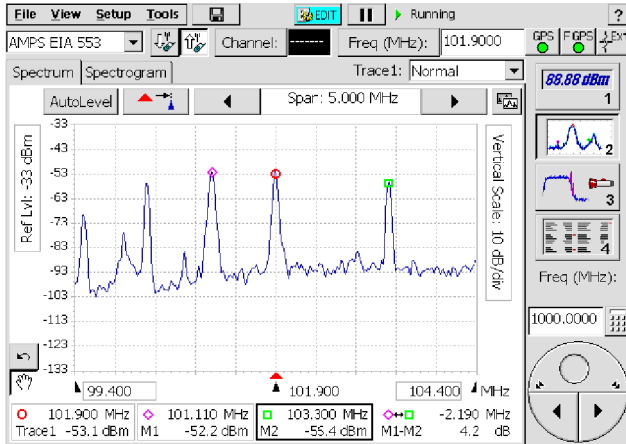 File View Setup Tools EDIT Running ?
AMPS EIA 553 Channel: ------- Freq (MHz): 101.9000 GPS FGPS Ext
Spectrum Spectrogram Trace1: Normal
AutoLevel Span: 5.000 MHz
88.88 dBm
1
2
3
4
Ref Lvl: -33 dBm
-33
-43
-53
-63
-73
-83
-93
-103
-113
-123
-133
Vertical Scale: 10 dB/div
Freq (MHz):
1000.0000
99.400 101.900 104.400 MHz
101.900 MHz 101.110 MHz 103.300 MHz -2.190 MHz
Trace1 -53.1 dBm M1 -52.2 dBm M2 -56.4 dBm M1-M2 4.2 dB